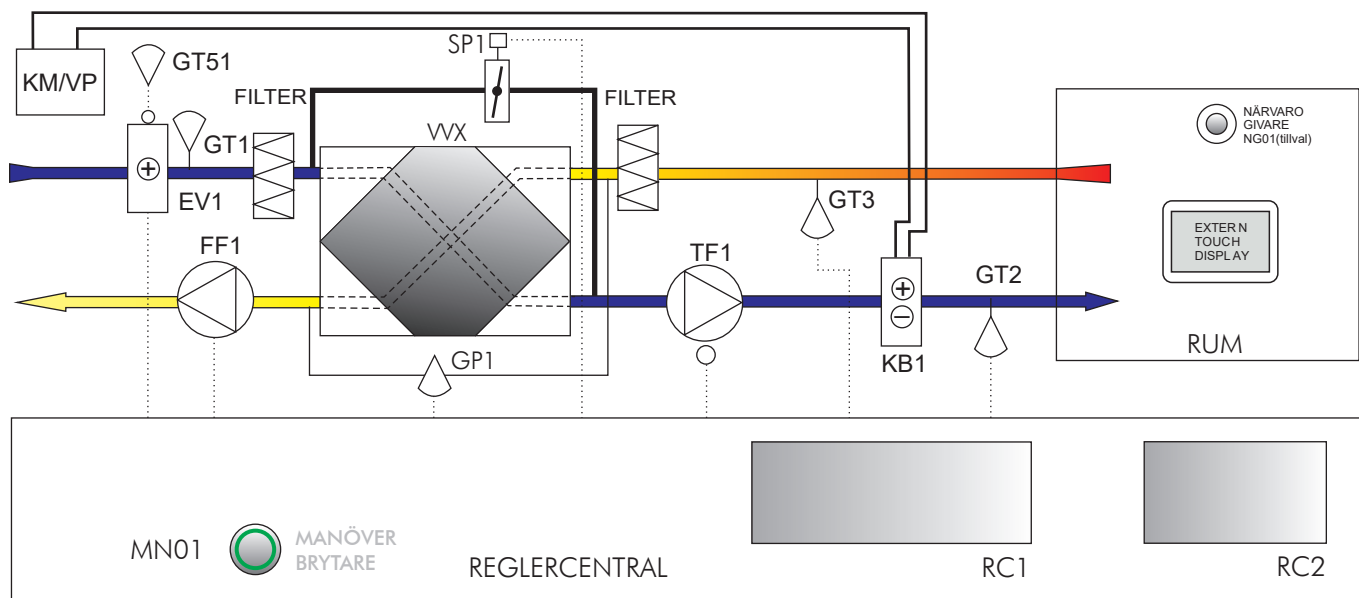 KM/VP
GT51
SP1
FILTER
FILTER
VVX
GT1
EV1
NÄRVARO
GIVARE
NG01(tillval)
GT3
EXTERN
TOUCH
DISPLAY
FF1
TF1
GT2
GP1
KB1
RUM
MN01
MANÖVER
BRYTARE
REGLERCENTRAL
RC1
RC2